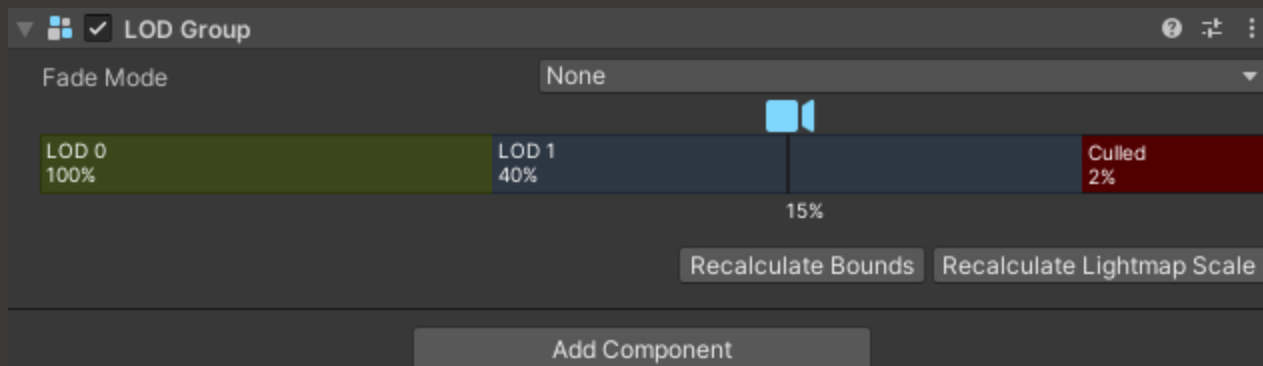 LOD Group
Fade Mode None
LOD 0 LOD 1 Culled
100% 40% 2%
15%
Recalculate Bounds Recalculate Lightmap Scale
Add Component